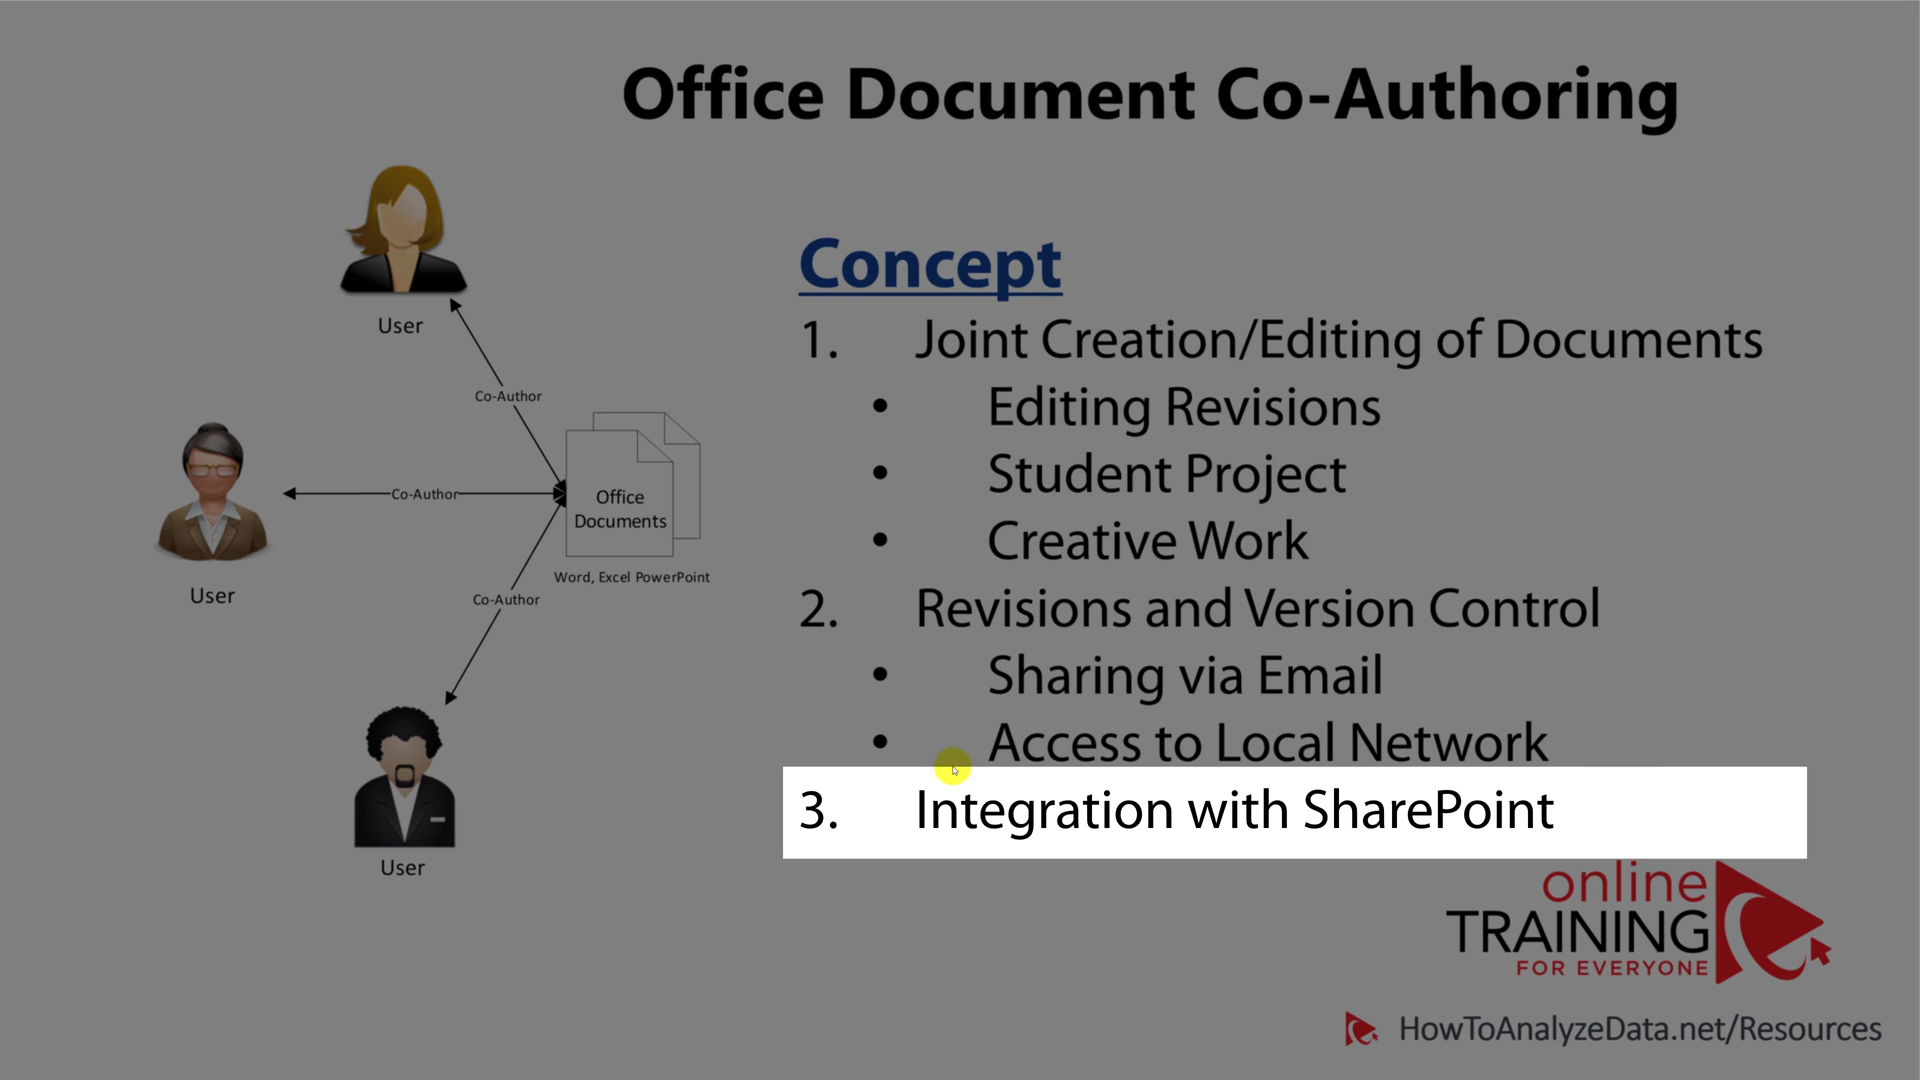 Office Document Co-Authoring
User
Co-Author
User
Co-Author
Office
Documents
Word, Excel PowerPoint
Co-Author
User
Concept
1. Joint Creation/Editing of Documents
• Editing Revisions
• Student Project
• Creative Work
2. Revisions and Version Control
• Sharing via Email
• Access to Local Network
3. Integration with SharePoint
online
TRAINING
FOR EVERYONE
HowToAnalyzeData.net/Resources